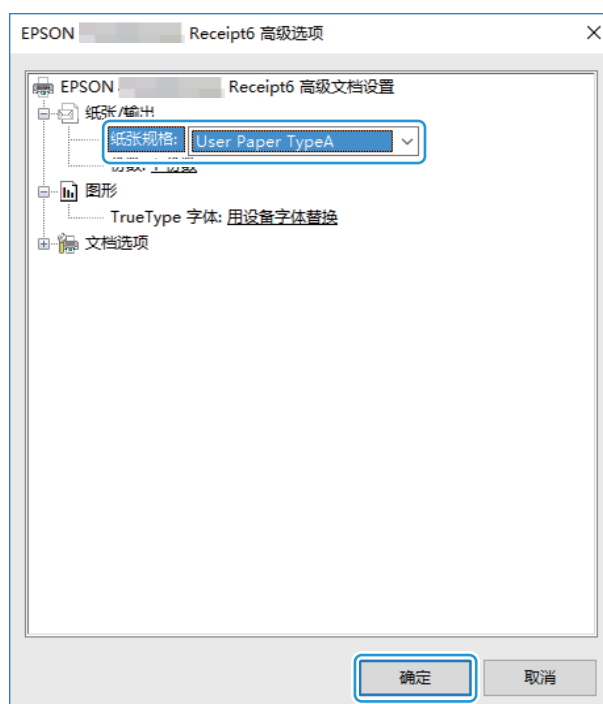 EPSON Receipt6 高级选项
EPSON Receipt6 高级文档设置
纸张/输出
纸张规格: User Paper TypeA
图形
TrueType 字体: 用设备字体替换
文档选项
确定 取消